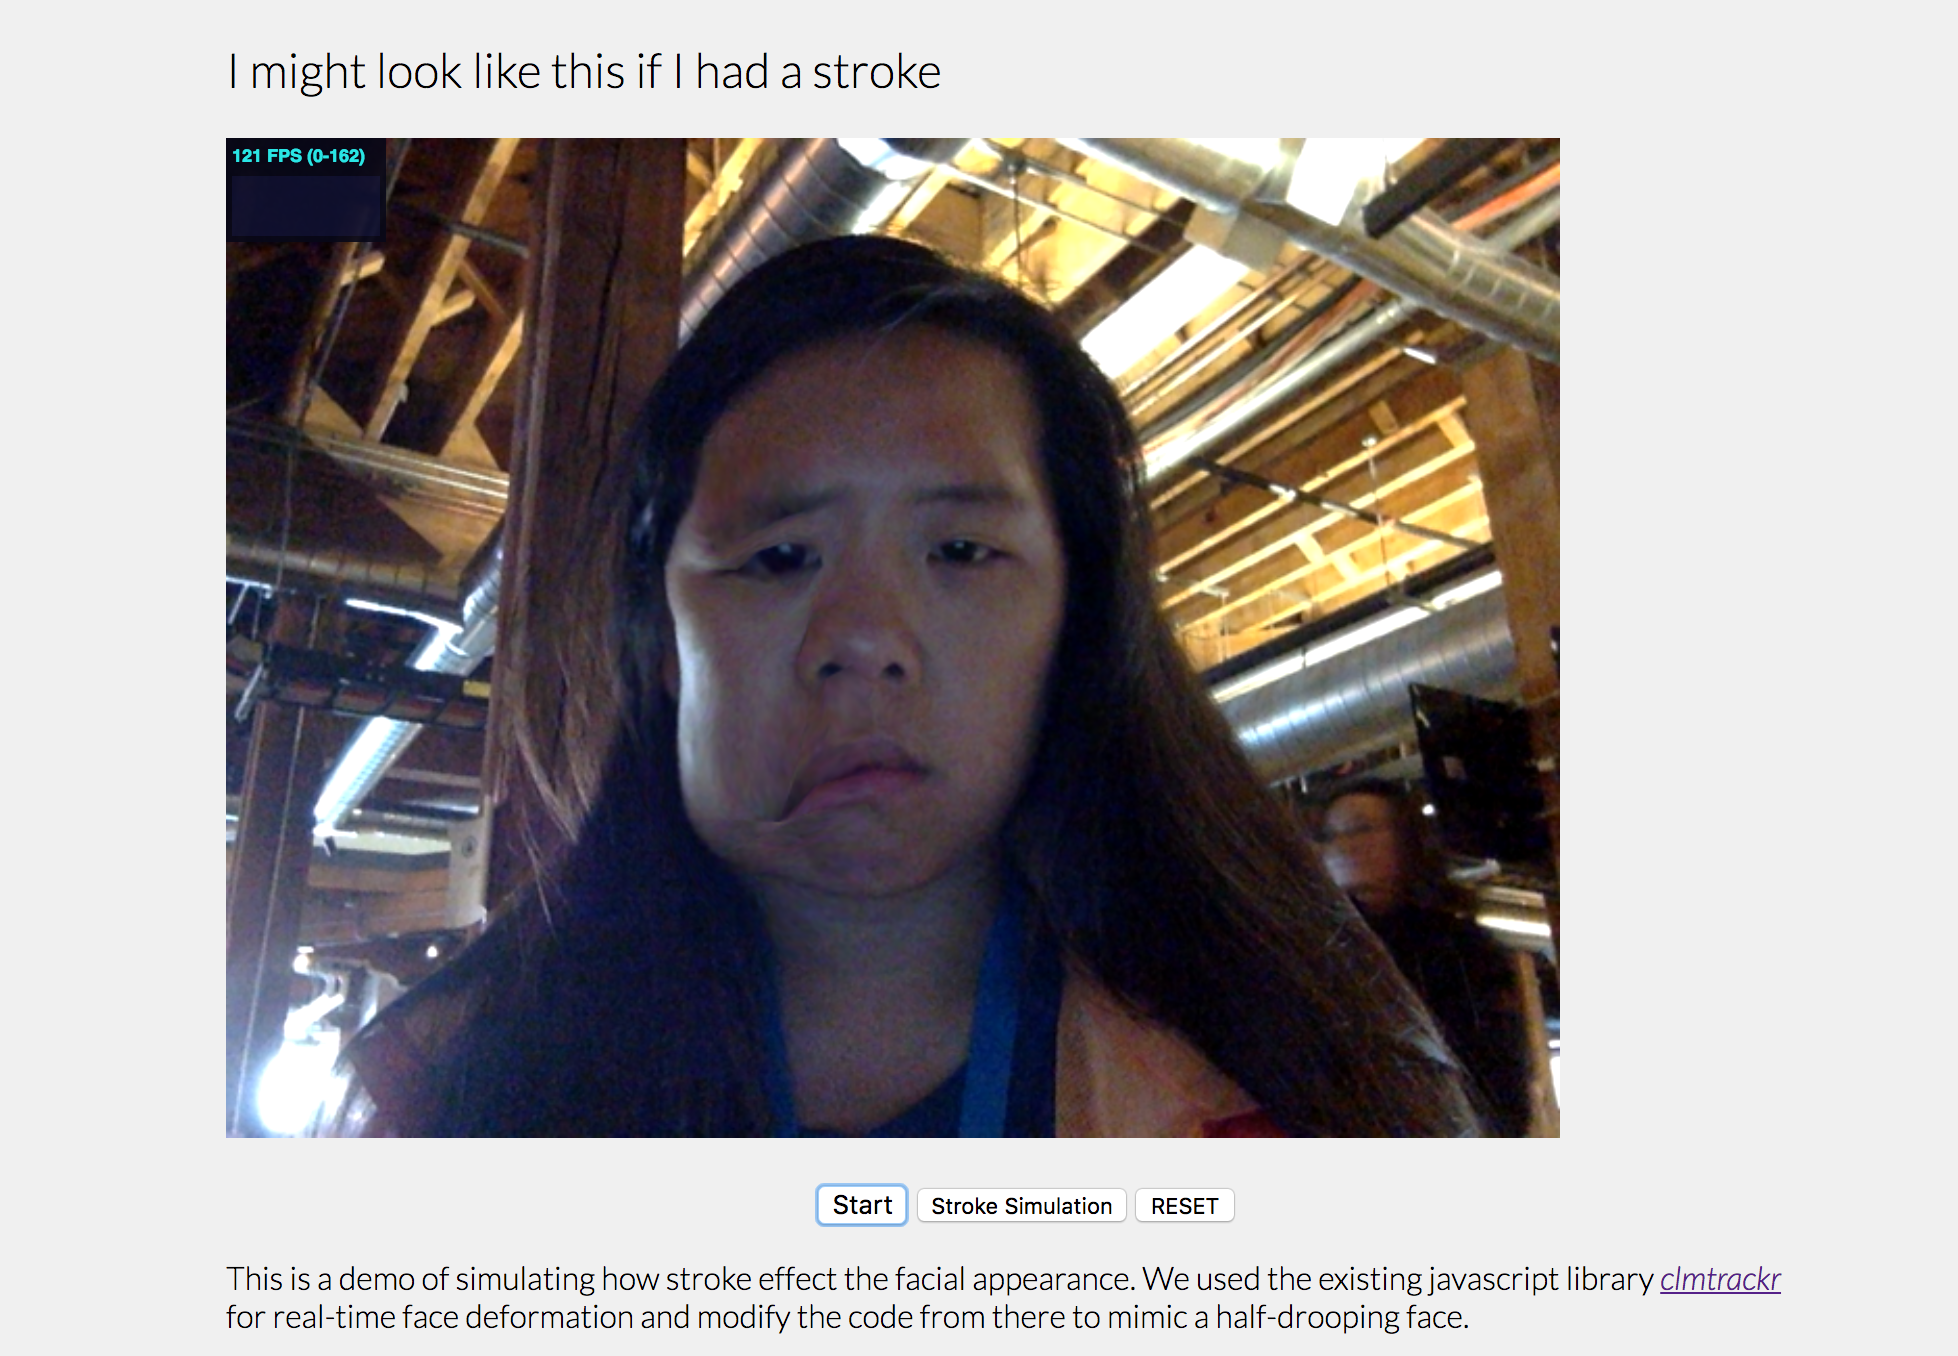 I might look like this if I had a stroke
121 FPS (0-162)
Start Stroke Simulation RESET
This is a demo of simulating how stroke effect the facial appearance. We used the existing javascript library clmtrackr
for real-time face deformation and modify the code from there to mimic a half-drooping face.